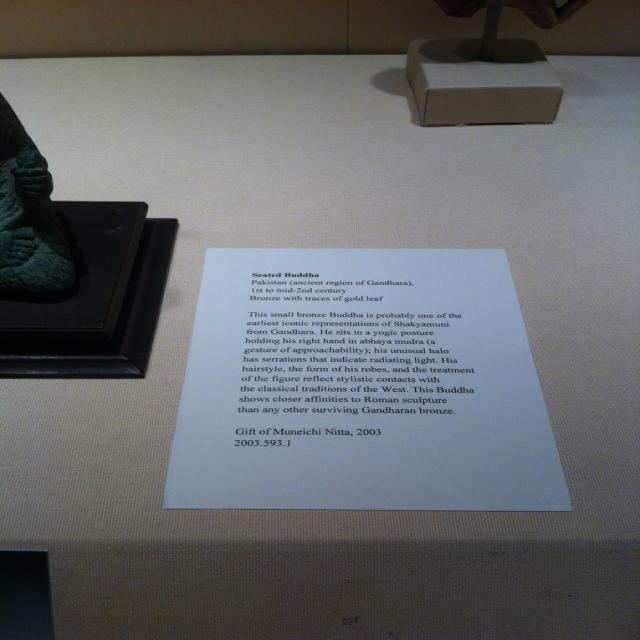 Seated Buddha
Pakistan (ancient region of Gandhara),
1st to mid-2nd century
Bronze with traces of gold leaf
This small bronze Buddha is probably one of the
earliest iconic representations of Shakyamuni
from Gandhara. He sits in a yogic posture
holding his right hand in abhaya mudra (a
gesture of approachability); his unusual halo
has serrations that indicate radiating light. His
hairstyle, the form of his robes, and the treatment
of the figure reflect stylistic contacts with
the classical traditions of the West. This Buddha
shows closer affinities to Roman sculpture
than any other surviving Gandharan bronze.
Gift of Muneichi Nitta, 2003
2003.593.1